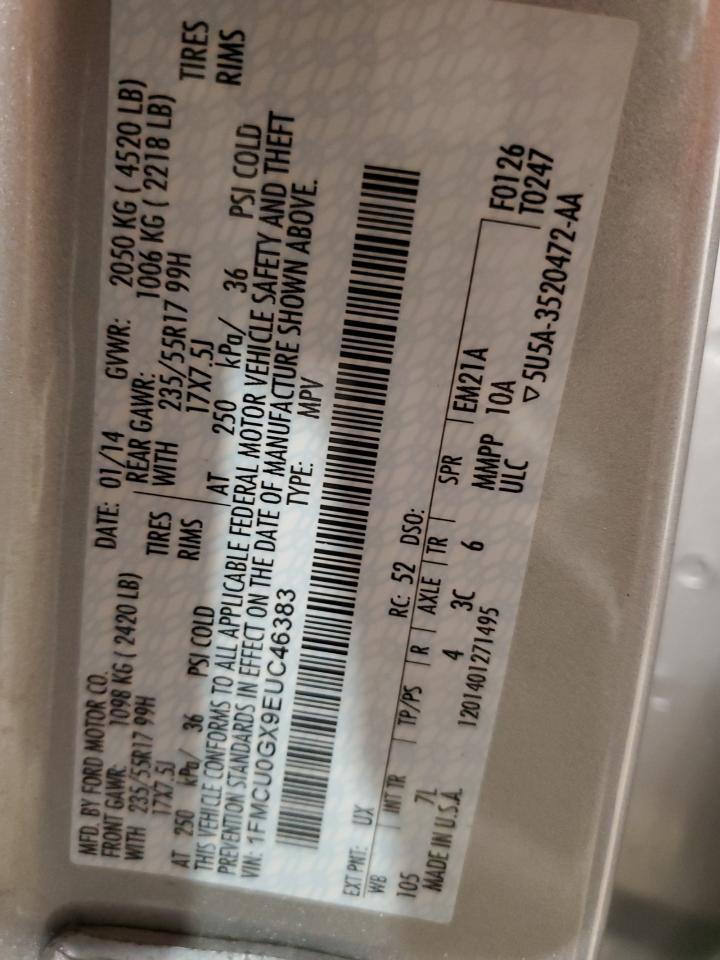 MFD. BY FORD MOTOR CO.
DATE: 01/14 GVWR: 2050 KG ( 4520 LB)
FRONT GAWR: 1098 KG ( 2420 LB) REAR GAWR: 1006 KG ( 2218 LB)
WITH 235/55R17 99H TIRES WITH 235/55R17 99H TIRES
17X7.5J RIMS 17X7.5J RIMS
AT 250 kPa/ 36 PSI COLD AT 250 kPa/ 36 PSI COLD
THIS VEHICLE CONFORMS TO ALL APPLICABLE FEDERAL MOTOR VEHICLE SAFETY AND THEFT
PREVENTION STANDARDS IN EFFECT ON THE DATE OF MANUFACTURE SHOWN ABOVE.
VIN: 1FMCU0GX9EUC46383 TYPE: MPV
EXT PNT: UX RC: 52 DSO: F0126
WB INT TR TP/PS R AXLE TR SPR EM21A T0247
105 7L 4 3C 6 MMPP 10A
MADE IN U.S.A. 1201401271495 ULC ▽5U5A-3520472-AA